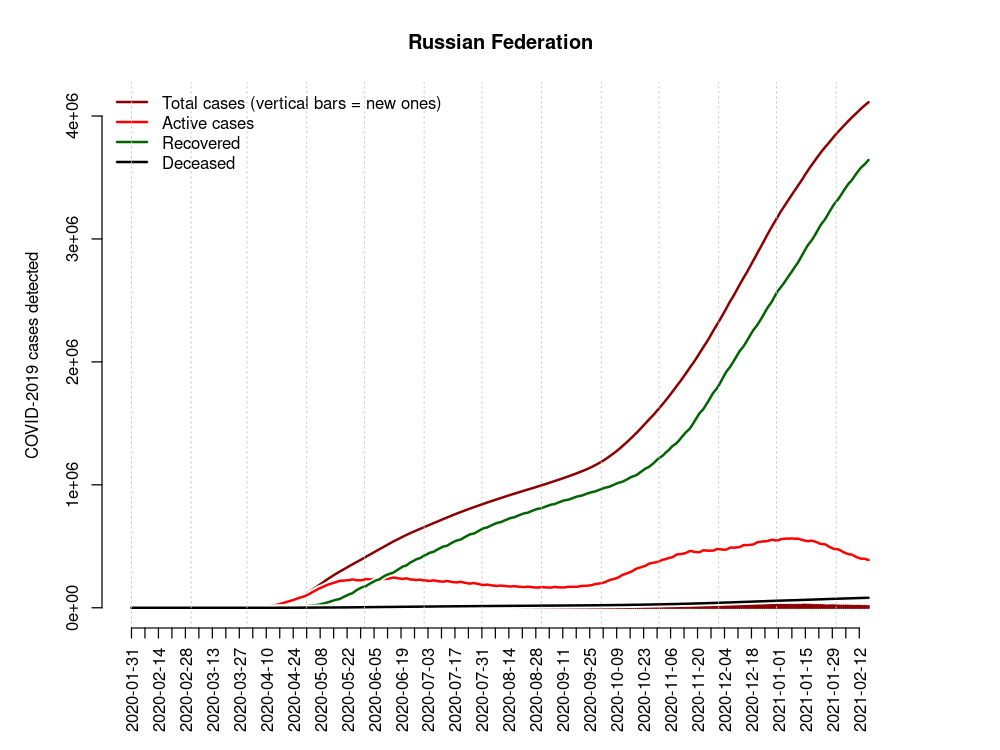 Russian Federation
Total cases (vertical bars = new ones)
Active cases
Recovered
Deceased
COVID-2019 cases detected
4e+06
3e+06
2e+06
1e+06
0e+00
2020-01-31
2020-02-14
2020-02-28
2020-03-13
2020-03-27
2020-04-10
2020-04-24
2020-05-08
2020-05-22
2020-06-05
2020-06-19
2020-07-03
2020-07-17
2020-07-31
2020-08-14
2020-08-28
2020-09-11
2020-09-25
2020-10-09
2020-10-23
2020-11-06
2020-11-20
2020-12-04
2020-12-18
2021-01-01
2021-01-15
2021-01-29
2021-02-12